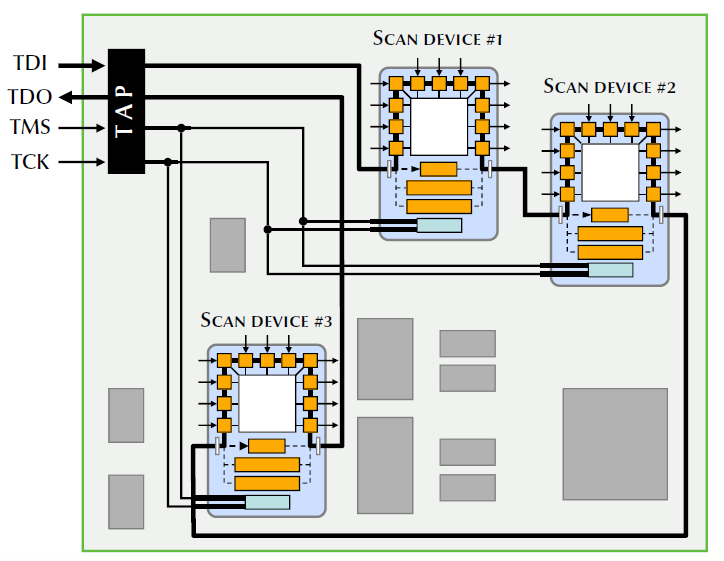 SCAN DEVICE #1
TDI
TDO
TMS
TCK
TAP
SCAN DEVICE #2
SCAN DEVICE #3